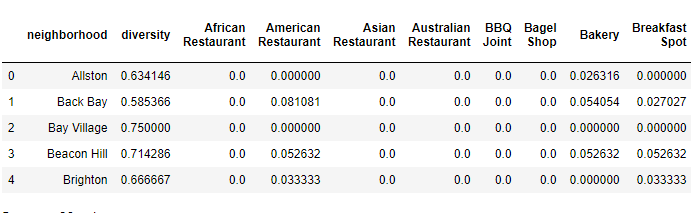 neighborhood diversity African Restaurant American Restaurant Asian Restaurant Australian Restaurant BBQ Joint Bagel Shop Bakery Breakfast Spot
0 Allston 0.634146 0.0 0.000000 0.0 0.0 0.0 0.0 0.026316 0.000000
1 Back Bay 0.585366 0.0 0.081081 0.0 0.0 0.0 0.0 0.054054 0.027027
2 Bay Village 0.750000 0.0 0.000000 0.0 0.0 0.0 0.0 0.000000 0.000000
3 Beacon Hill 0.714286 0.0 0.052632 0.0 0.0 0.0 0.0 0.052632 0.052632
4 Brighton 0.666667 0.0 0.033333 0.0 0.0 0.0 0.0 0.000000 0.033333